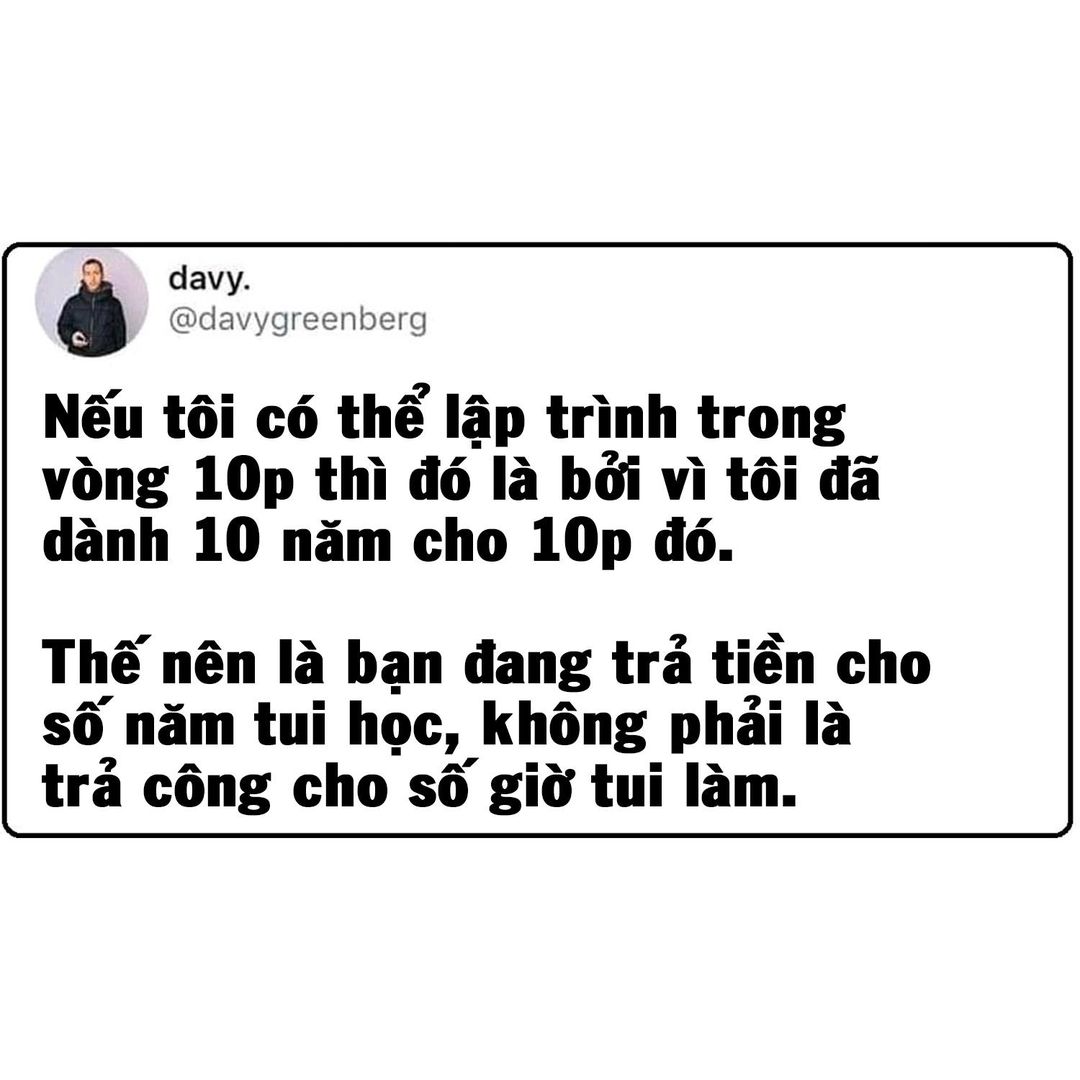 davy.
@davygreenberg
Nếu tôi có thể lập trình trong
vòng 10p thì đó là bởi vì tôi đã
dành 10 năm cho 10p đó.
Thế nên là bạn đang trả tiền cho
số năm tui học, không phải là
trả công cho số giờ tui làm.